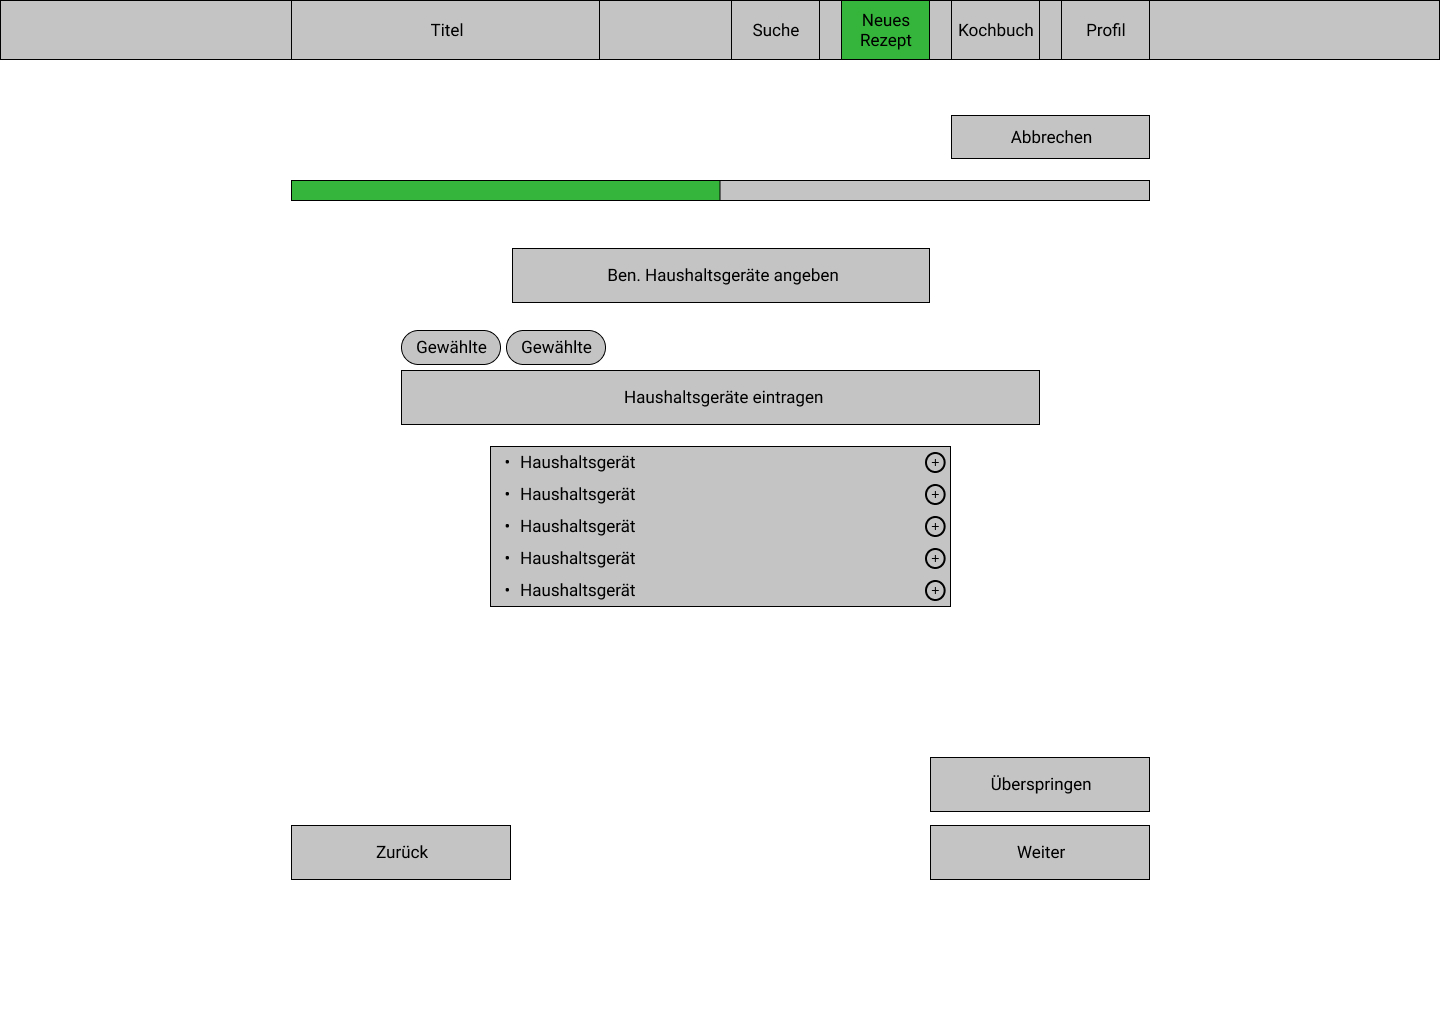 Titel
Suche
Neues
Rezept
Kochbuch
Profil
Abbrechen
Ben. Haushaltsgeräte angeben
Gewählte Gewählte
Haushaltsgeräte eintragen
• Haushaltsgerät +
• Haushaltsgerät +
• Haushaltsgerät +
• Haushaltsgerät +
• Haushaltsgerät +
Überspringen
Zurück
Weiter